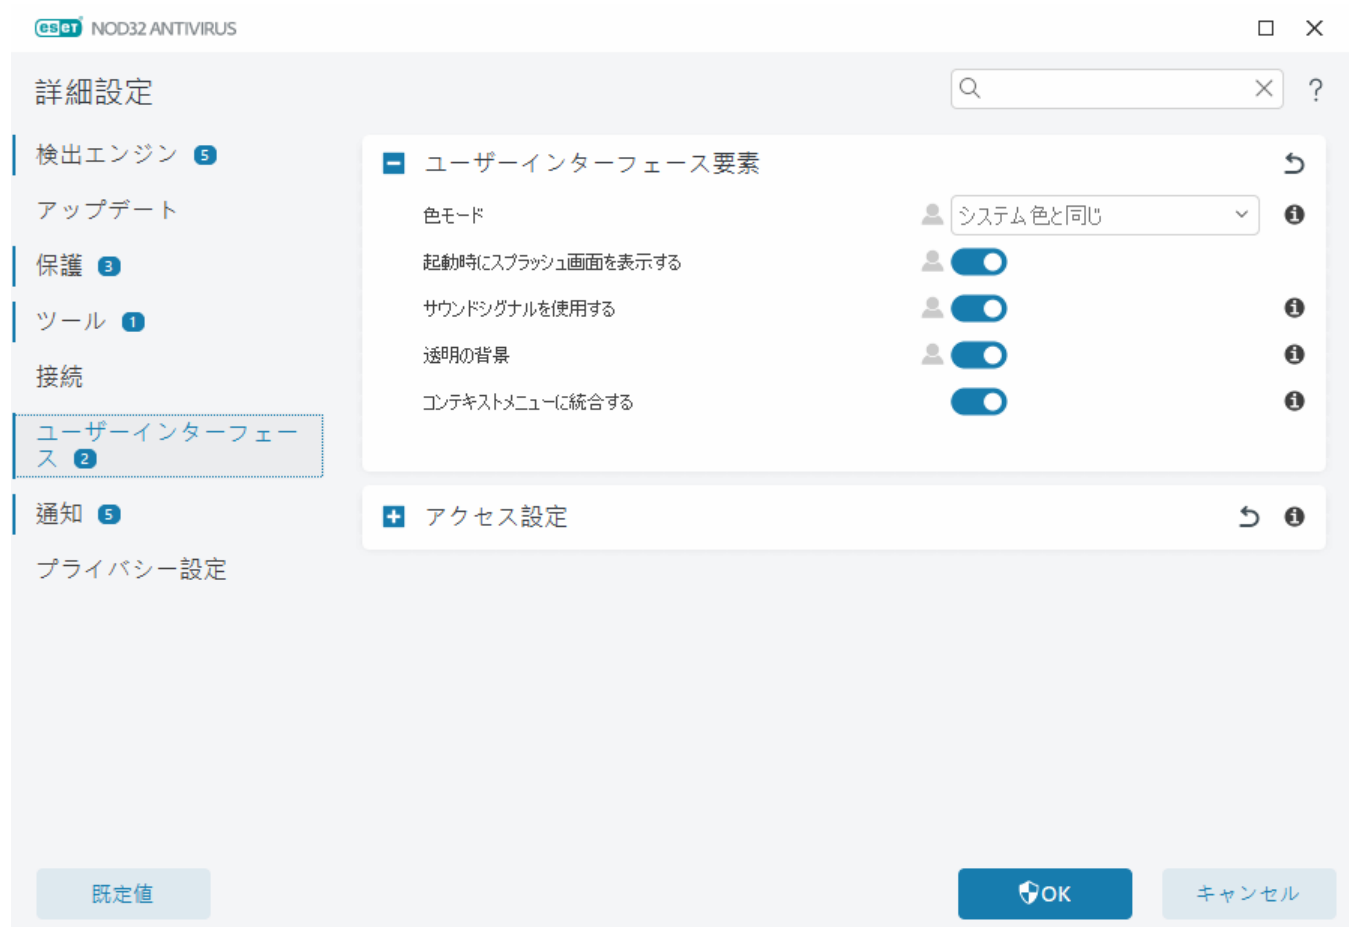 eseT NOD32 ANTIVIRUS
詳細設定
?
検出エンジン 5
アップデート
保護 3
ツール 1
接続
ユーザーインターフェー
ス 2
通知 5
プライバシー設定
ユーザーインターフェース要素
色モード
システム色と同じ
起動時にスプラッシュ画面を表示する
サウンドシグナルを使用する
透明の背景
コンテキストメニューに統合する
アクセス設定
既定値
OK
キャンセル